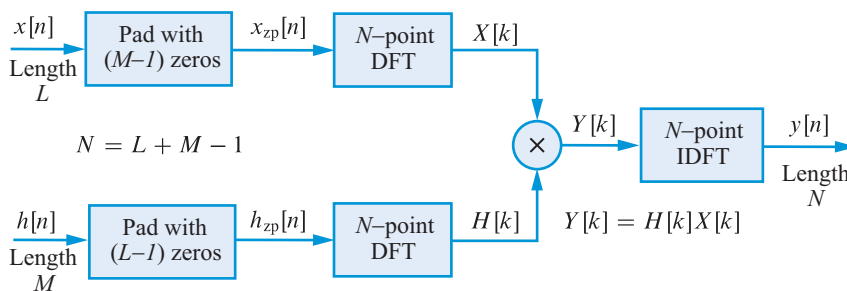 x[n]
Length
L
Pad with
(M–1) zeros
x_zp[n]
N–point
DFT
X[k]
N = L + M − 1
×
Y[k]
N–point
IDFT
y[n]
Length
N
h[n]
Length
M
Pad with
(L–1) zeros
h_zp[n]
N–point
DFT
H[k]
Y[k] = H[k]X[k]